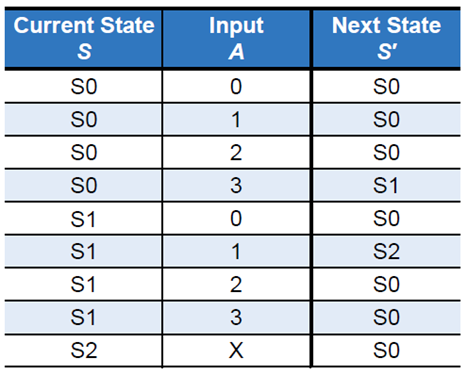 Current State Input Next State
S A S'
S0 0 S0
S0 1 S0
S0 2 S0
S0 3 S1
S1 0 S0
S1 1 S2
S1 2 S0
S1 3 S0
S2 X S0